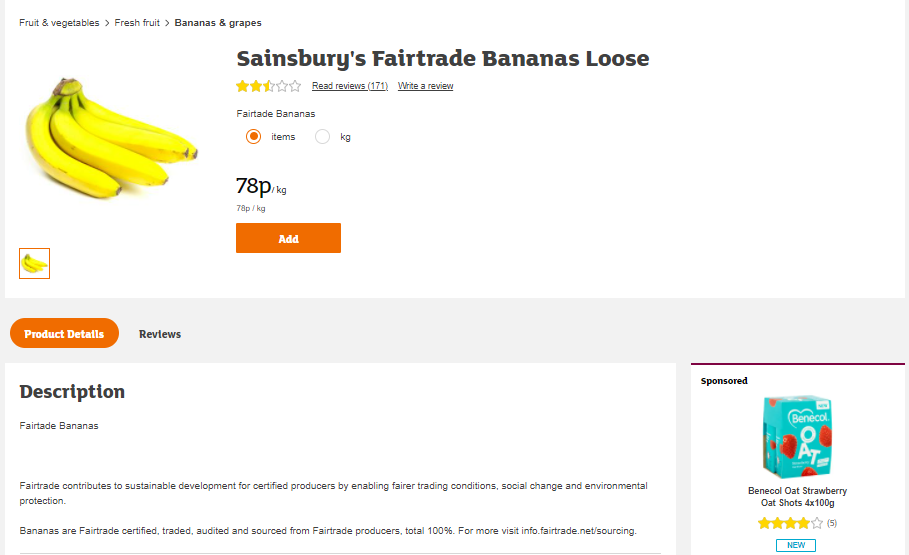 Fruit & vegetables > Fresh fruit > Bananas & grapes
Sainsbury's Fairtrade Bananas Loose
Read reviews (171) Write a review
Fairtade Bananas
items kg
78p/ kg
78p / kg
Add
Product Details Reviews
Description
Fairtade Bananas
Fairtrade contributes to sustainable development for certified producers by enabling fairer trading conditions, social change and environmental
protection.
Bananas are Fairtrade certified, traded, audited and sourced from Fairtrade producers, total 100%. For more visit info.fairtrade.net/sourcing.
Sponsored
NEW
Benecol
OAT
Benecol Oat Strawberry
Oat Shots 4x100g
(5)
NEW